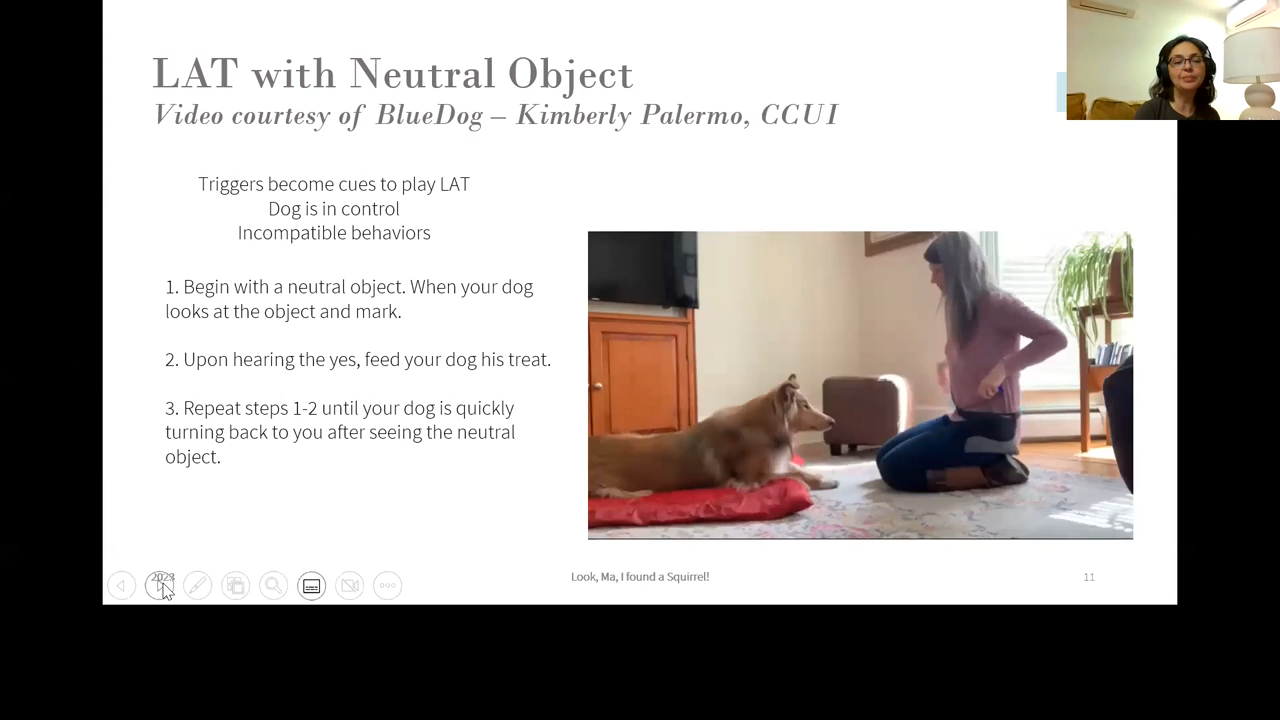 LAT with Neutral Object
Video courtesy of BlueDog – Kimberly Palermo, CCUI
Triggers become cues to play LAT
Dog is in control
Incompatible behaviors
1. Begin with a neutral object. When your dog
looks at the object and mark.
2. Upon hearing the yes, feed your dog his treat.
3. Repeat steps 1-2 until your dog is quickly
turning back to you after seeing the neutral
object.
2023
Look, Ma, I found a Squirrel!
11